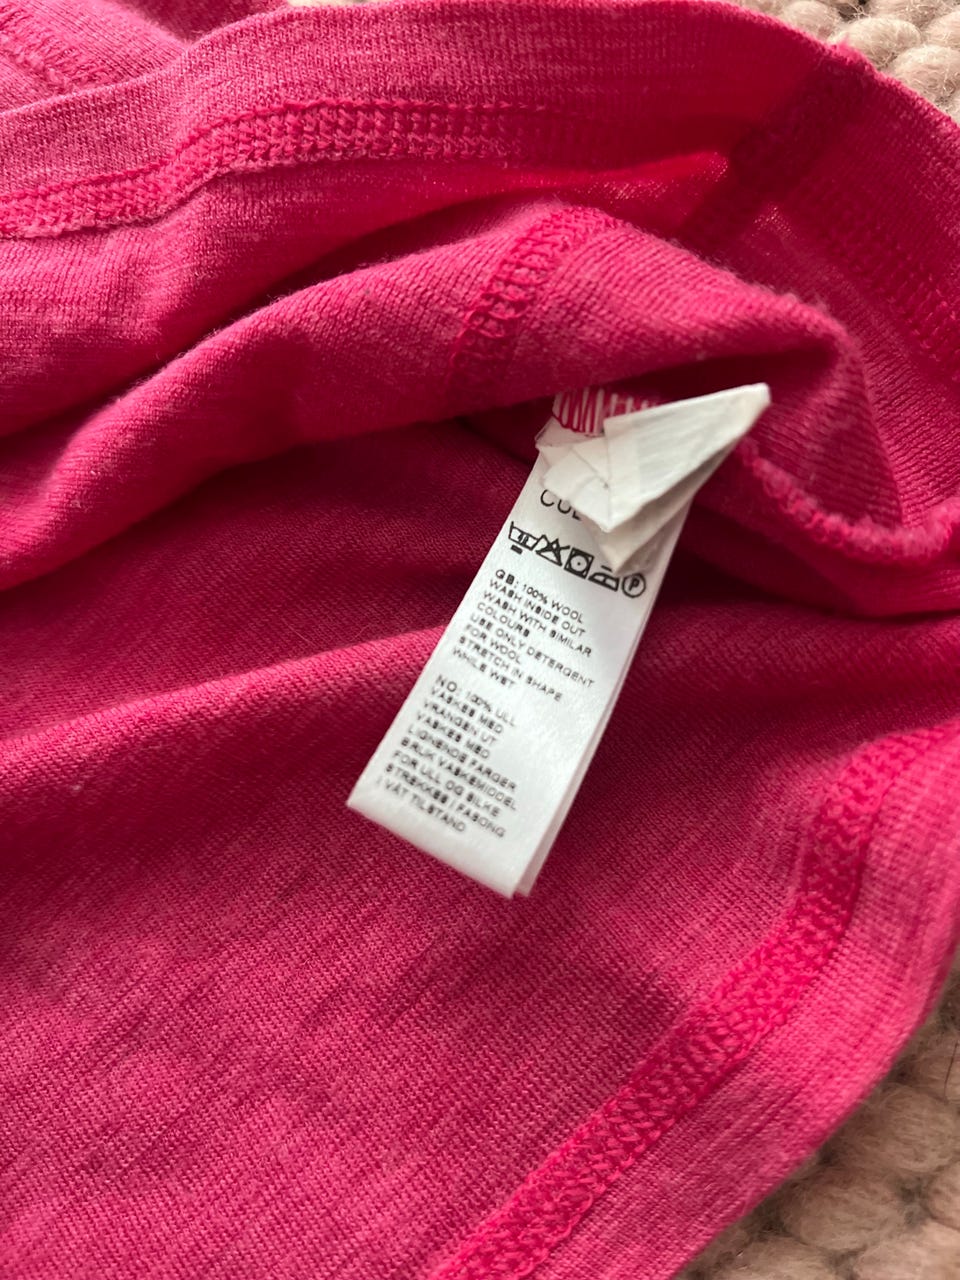 GB: 100% WOOL
WASH INSIDE OUT
WASH WITH SIMILAR
COLOURS
USE ONLY DETERGENT
FOR WOOL
STRETCH IN SHAPE
WHILE WET
NO: 100% ULL
VASKES MED
VRANGEN UT
VASKES MED
LIGNENDE FARGER
BRUK VASKEMIDDEL
FOR ULL OG SILKE
STREKKES I FASONG
I VÅT TILSTAND